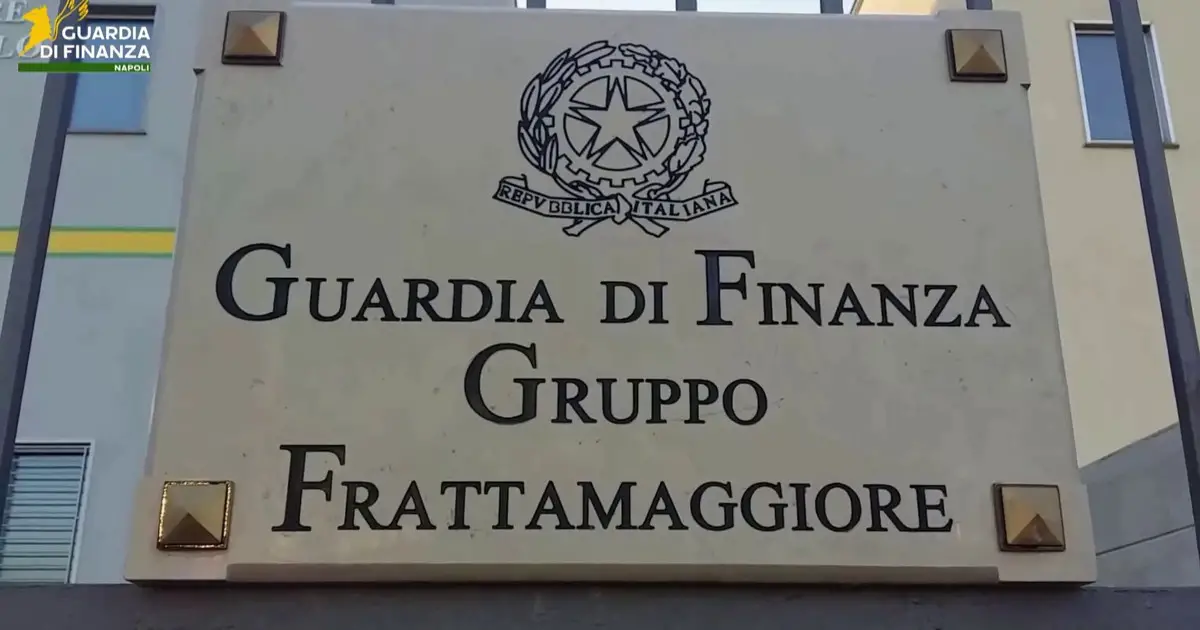 GUARDIA
DI FINANZA
NAPOLI
REPVBBLICA ITALIANA
GUARDIA DI FINANZA
GRUPPO
FRATTAMAGGIORE